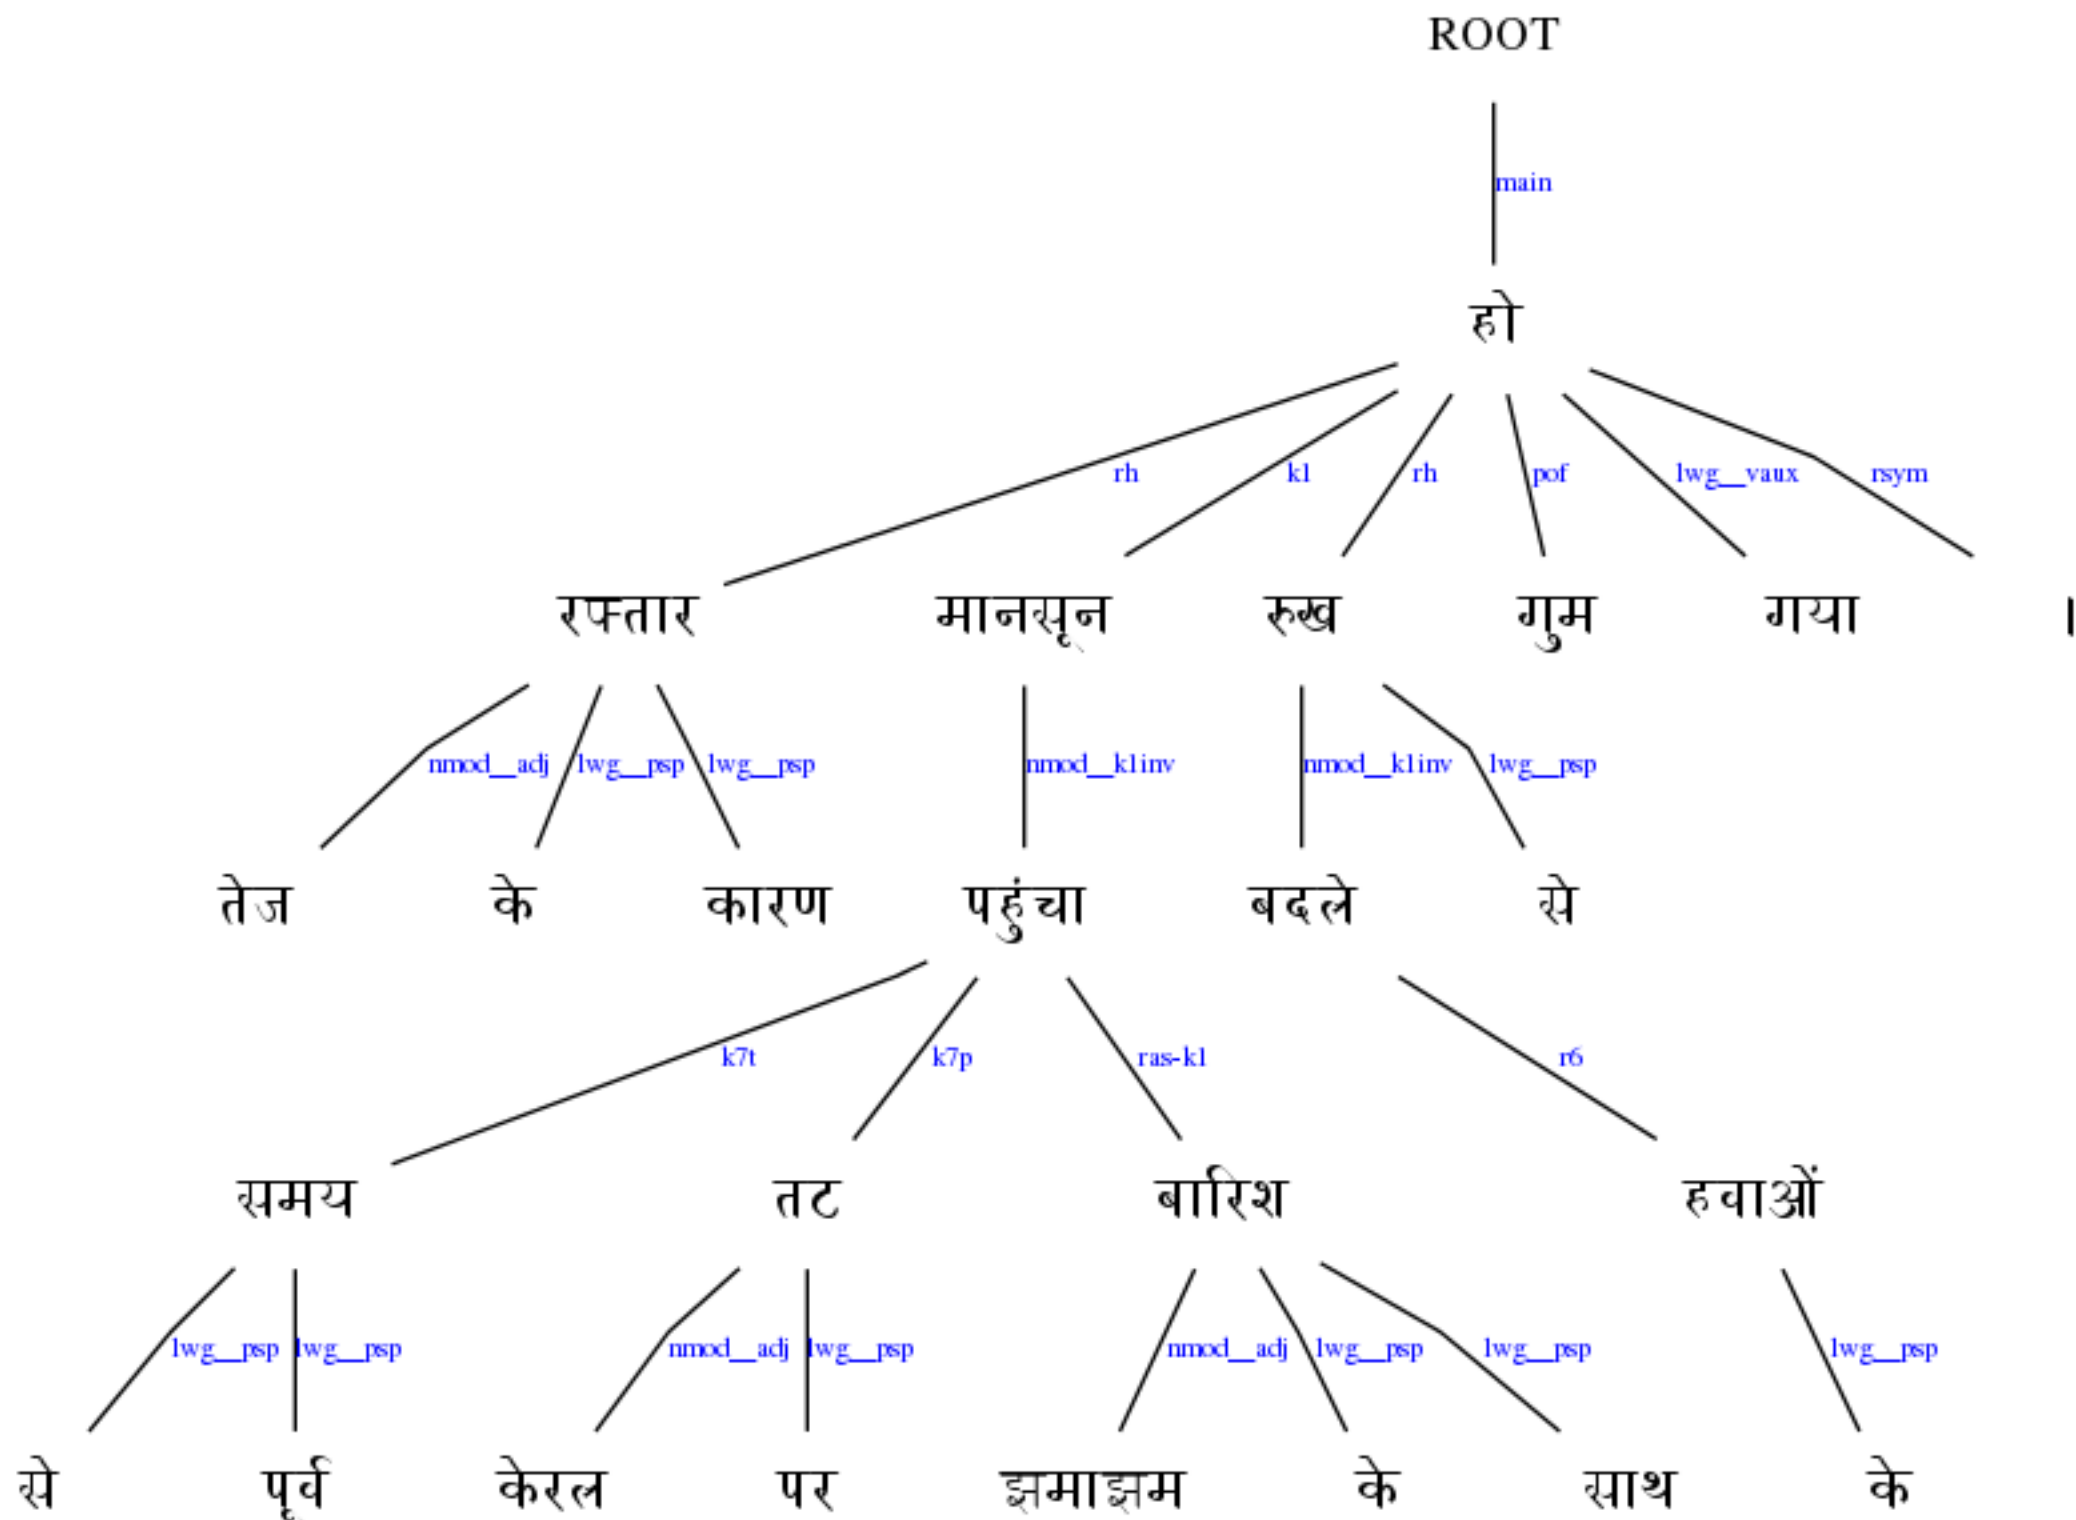 ROOT
main
हो
rh k1 rh pof lwg__vaux rsym
रफ्तार मानसून रुख गुम गया ।
nmod__adj lwg__psp lwg__psp nmod__k1inv nmod__k1inv lwg__psp
तेज के कारण पहुंचा बदले से
k7t k7p ras-k1 r6
समय तट बारिश हवाओं
lwg__psp lwg__psp nmod__adj lwg__psp nmod__adj lwg__psp lwg__psp lwg__psp
से पूर्व केरल पर झमाझम के साथ के